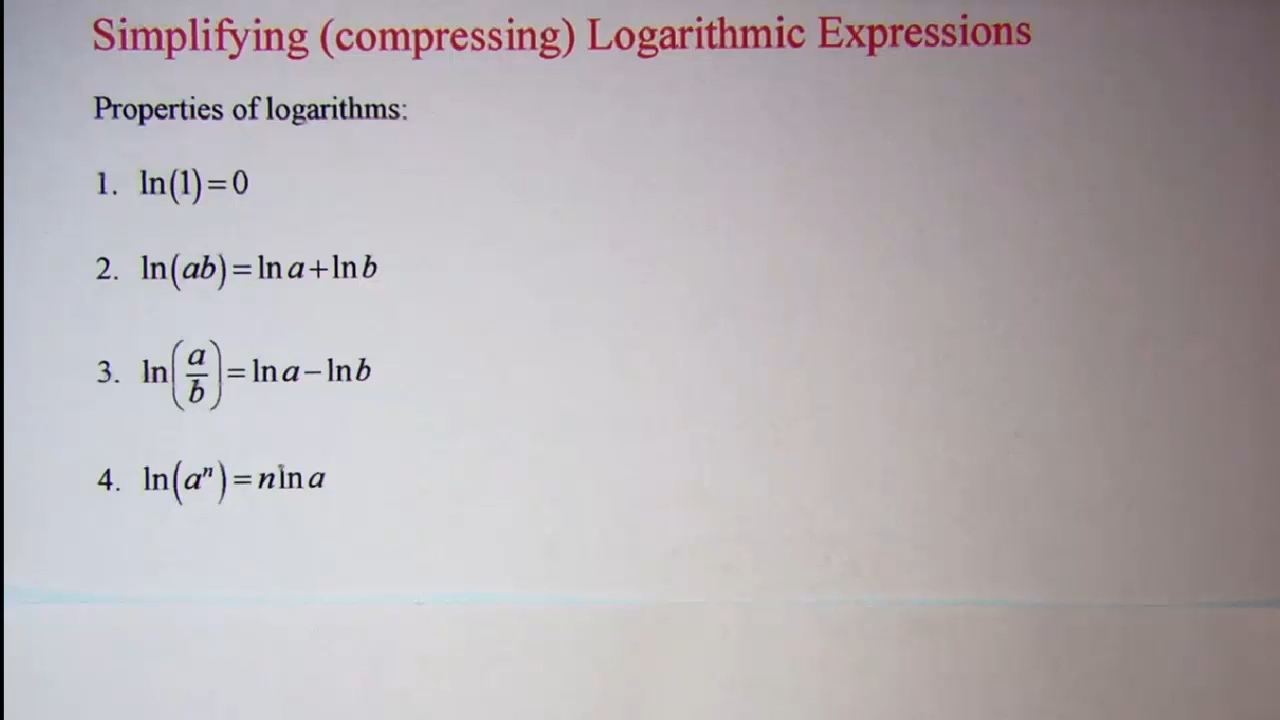 Simplifying (compressing) Logarithmic Expressions
Properties of logarithms:
1. ln(1)=0
2. ln(ab)=ln a+ln b
3. ln(a/b)=ln a−ln b
4. ln(aⁿ)=n ln a